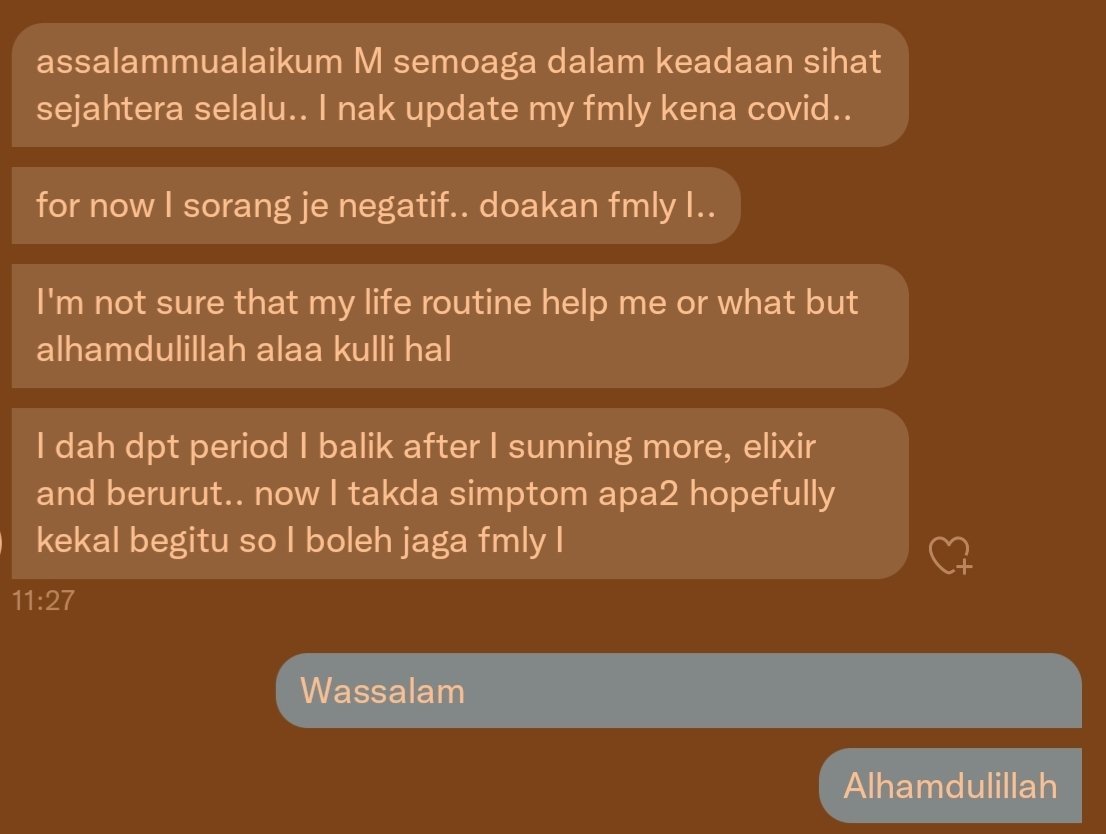 assalammualaikum M semoaga dalam keadaan sihat
sejahtera selalu.. I nak update my fmly kena covid..
for now I sorang je negatif.. doakan fmly I..
I'm not sure that my life routine help me or what but
alhamdulillah alaa kulli hal
I dah dpt period I balik after I sunning more, elixir
and berurut.. now I takda simptom apa2 hopefully
kekal begitu so I boleh jaga fmly I
11:27
Wassalam
Alhamdulillah